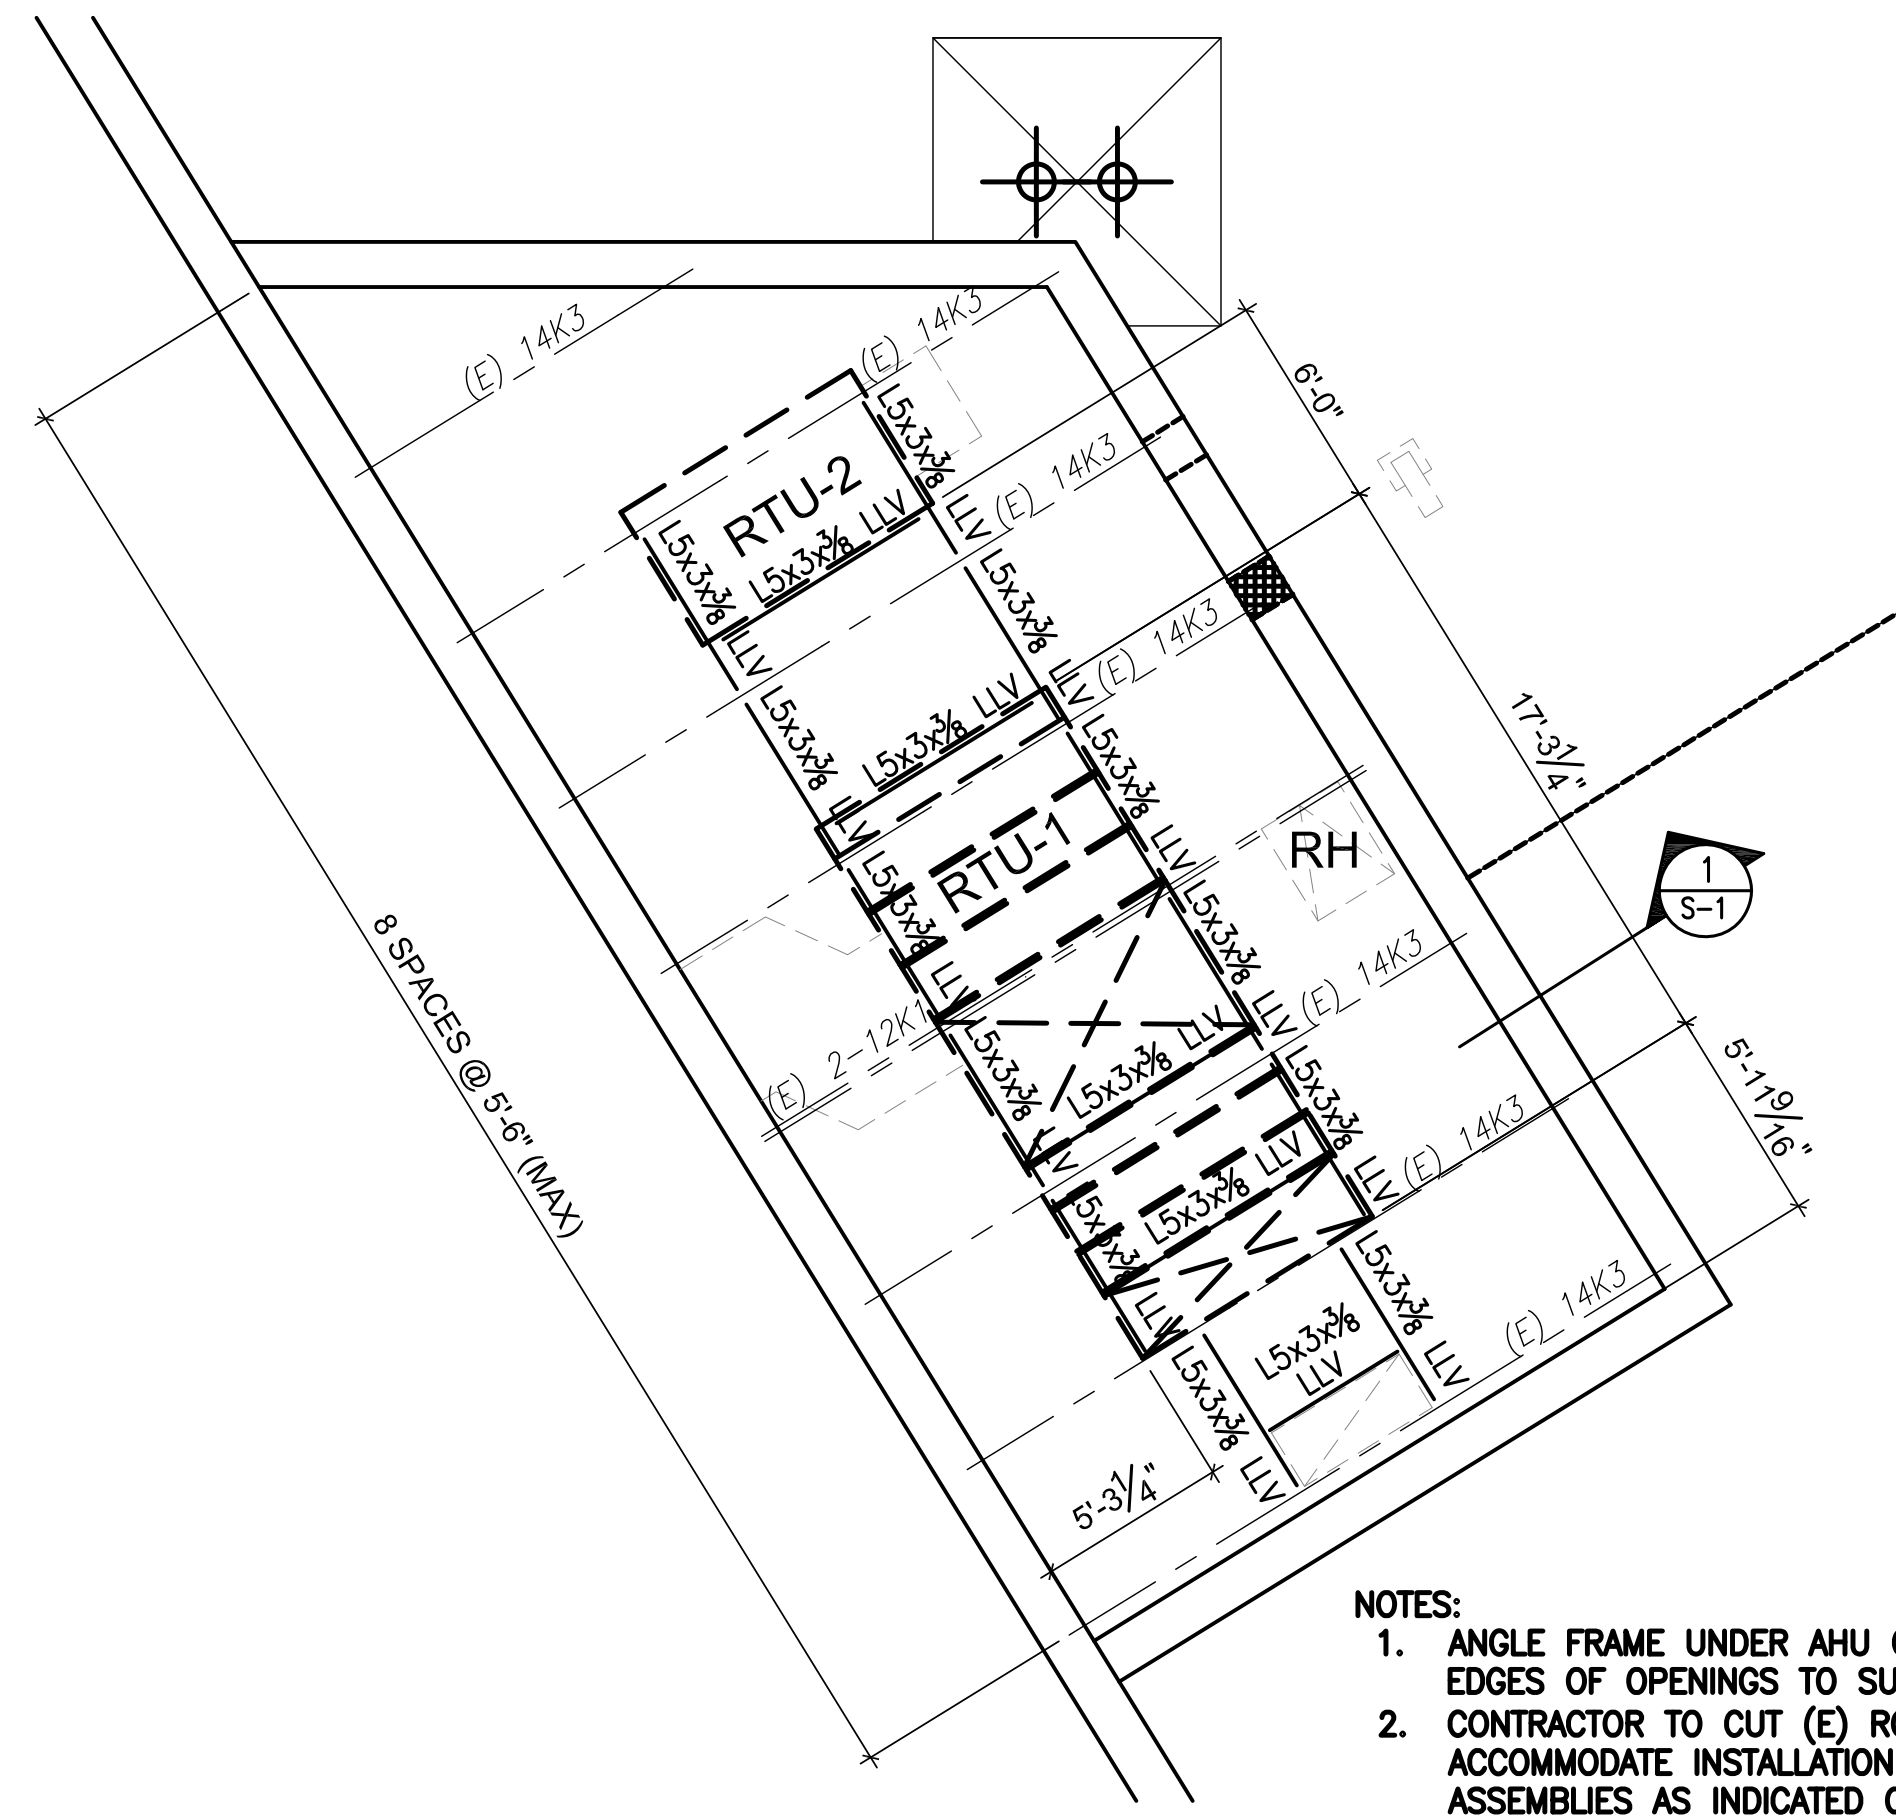 (E) 14K3
(E) 14K3
6'-0"
L5x3x3/8 LLV
(E) 14K3
RTU-2
L5x3x3/8 LLV
L5x3x3/8 LLV
L5x3x3/8 LLV
(E) 14K3
L5x3x3/8 LLV
L5x3x3/8 LLV
17'-3 1/4"
L5x3x3/8 LLV
RTU-1
RH
L5x3x3/8 LLV
1
S-1
8 SPACES @ 5'-6" (MAX)
L5x3x3/8 LLV
(E) 14K3
(E) 2-12K1
L5x3x3/8 LLV
L5x3x3/8 LLV
5'-11 9/16"
L5x3x3/8 LLV
(E) 14K3
L5x3x3/8 LLV
L5x3x3/8 LLV
L5x3x3/8 LLV
(E) 14K3
L5x3x3/8
LLV
L5x3x3/8 LLV
5'-3 1/4"
NOTES:
1. ANGLE FRAME UNDER AHU
EDGES OF OPENINGS TO
2. CONTRACTOR TO CUT (E)
ACCOMMODATE INSTALLATION
ASSEMBLIES AS INDICATED